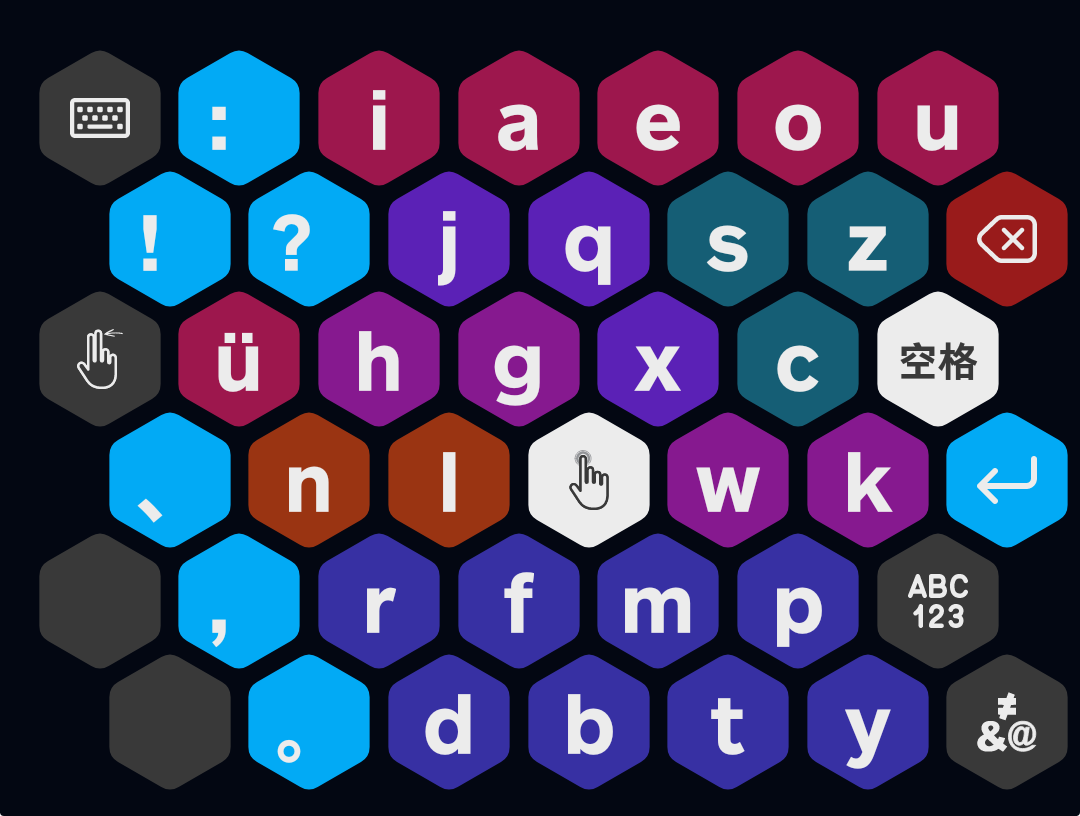 : i a e o u
! ? j q s z
ü h g x c 空格
、 n l w k
, r f m p ABC
123
。 d b t y ≠
&@